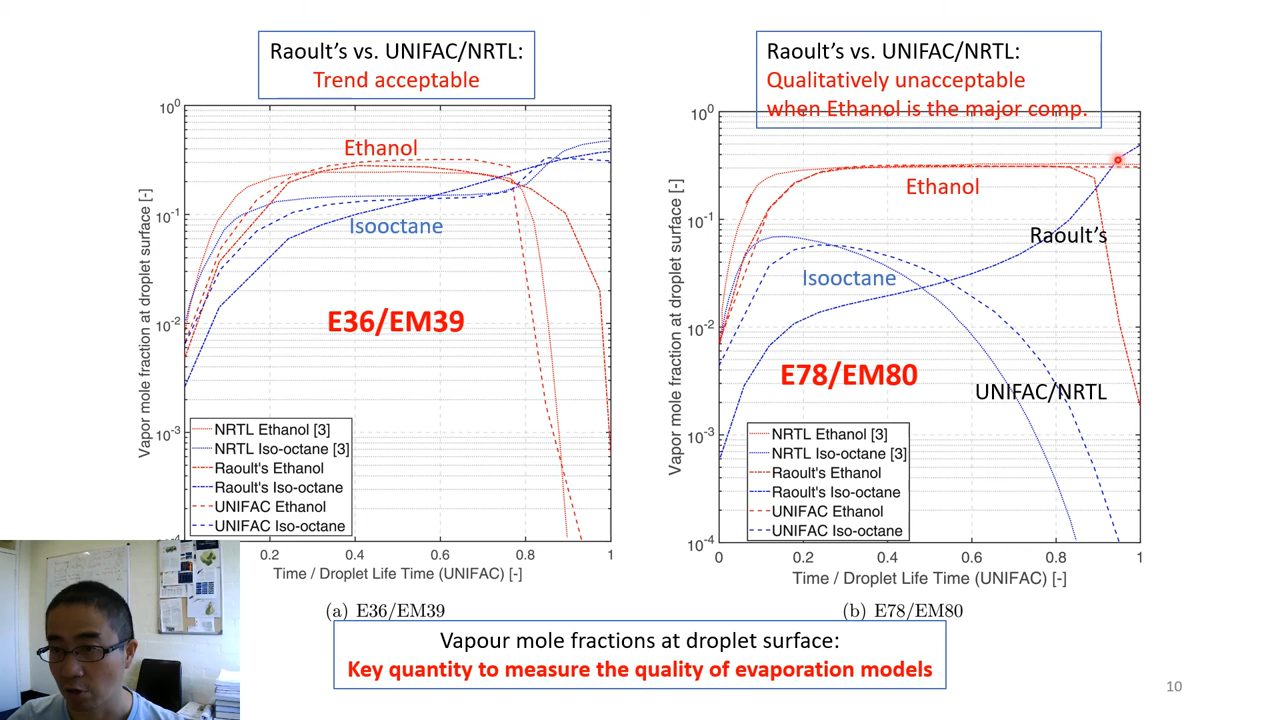 Raoult's vs. UNIFAC/NRTL:
Trend acceptable
Raoult's vs. UNIFAC/NRTL:
Qualitatively unacceptable
when Ethanol is the major comp.
10^0
10^-1
10^-2
10^-3
Vapor mole fraction at droplet surface [-]
Ethanol
Isooctane
E36/EM39
NRTL Ethanol [3]
NRTL Iso-octane [3]
Raoult's Ethanol
Raoult's Iso-octane
UNIFAC Ethanol
UNIFAC Iso-octane
0.2 0.4 0.6 0.8 1
Time / Droplet Life Time (UNIFAC) [-]
(a) E36/EM39
10^0
10^-1
10^-2
10^-3
10^-4
Vapor mole fraction at droplet surface [-]
Ethanol
Raoult's
Isooctane
E78/EM80
UNIFAC/NRTL
NRTL Ethanol [3]
NRTL Iso-octane [3]
Raoult's Ethanol
Raoult's Iso-octane
UNIFAC Ethanol
UNIFAC Iso-octane
0 0.2 0.4 0.6 0.8 1
Time / Droplet Life Time (UNIFAC) [-]
(b) E78/EM80
Vapour mole fractions at droplet surface:
Key quantity to measure the quality of evaporation models
10